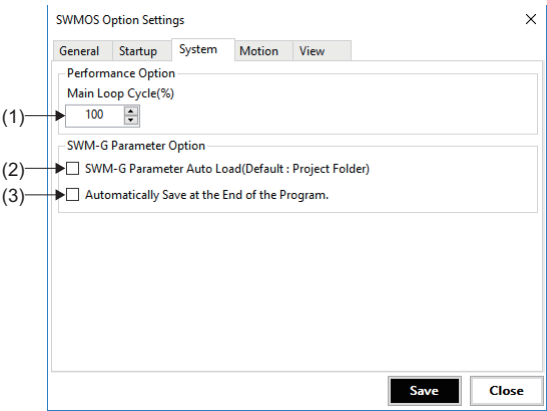 SWMOS Option Settings
General Startup System Motion View
Performance Option
Main Loop Cycle(%)
(1) 100
SWM-G Parameter Option
(2) SWM-G Parameter Auto Load(Default : Project Folder)
(3) Automatically Save at the End of the Program.
Save Close